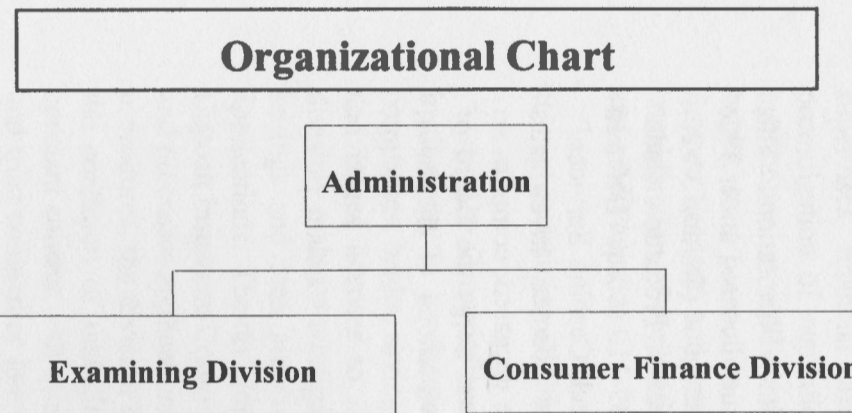 Organizational Chart
Administration
Examining Division
Consumer Finance Division